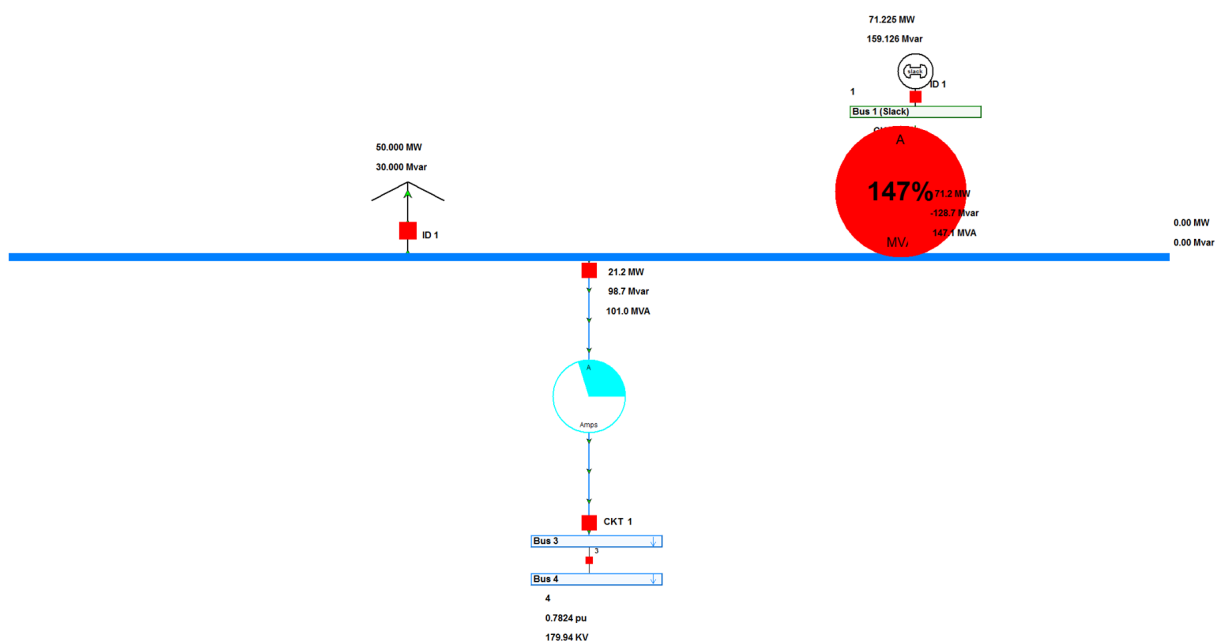 71.225 MW
159.126 Mvar
slack
ID 1
1
Bus 1 (Slack)
A
147%
71.2 MW
-128.7 Mvar
147.1 MVA
0.00 MW
0.00 Mvar
50.000 MW
30.000 Mvar
ID 1
21.2 MW
98.7 Mvar
101.0 MVA
A
Amps
CKT 1
Bus 3
3
Bus 4
4
0.7824 pu
179.94 KV